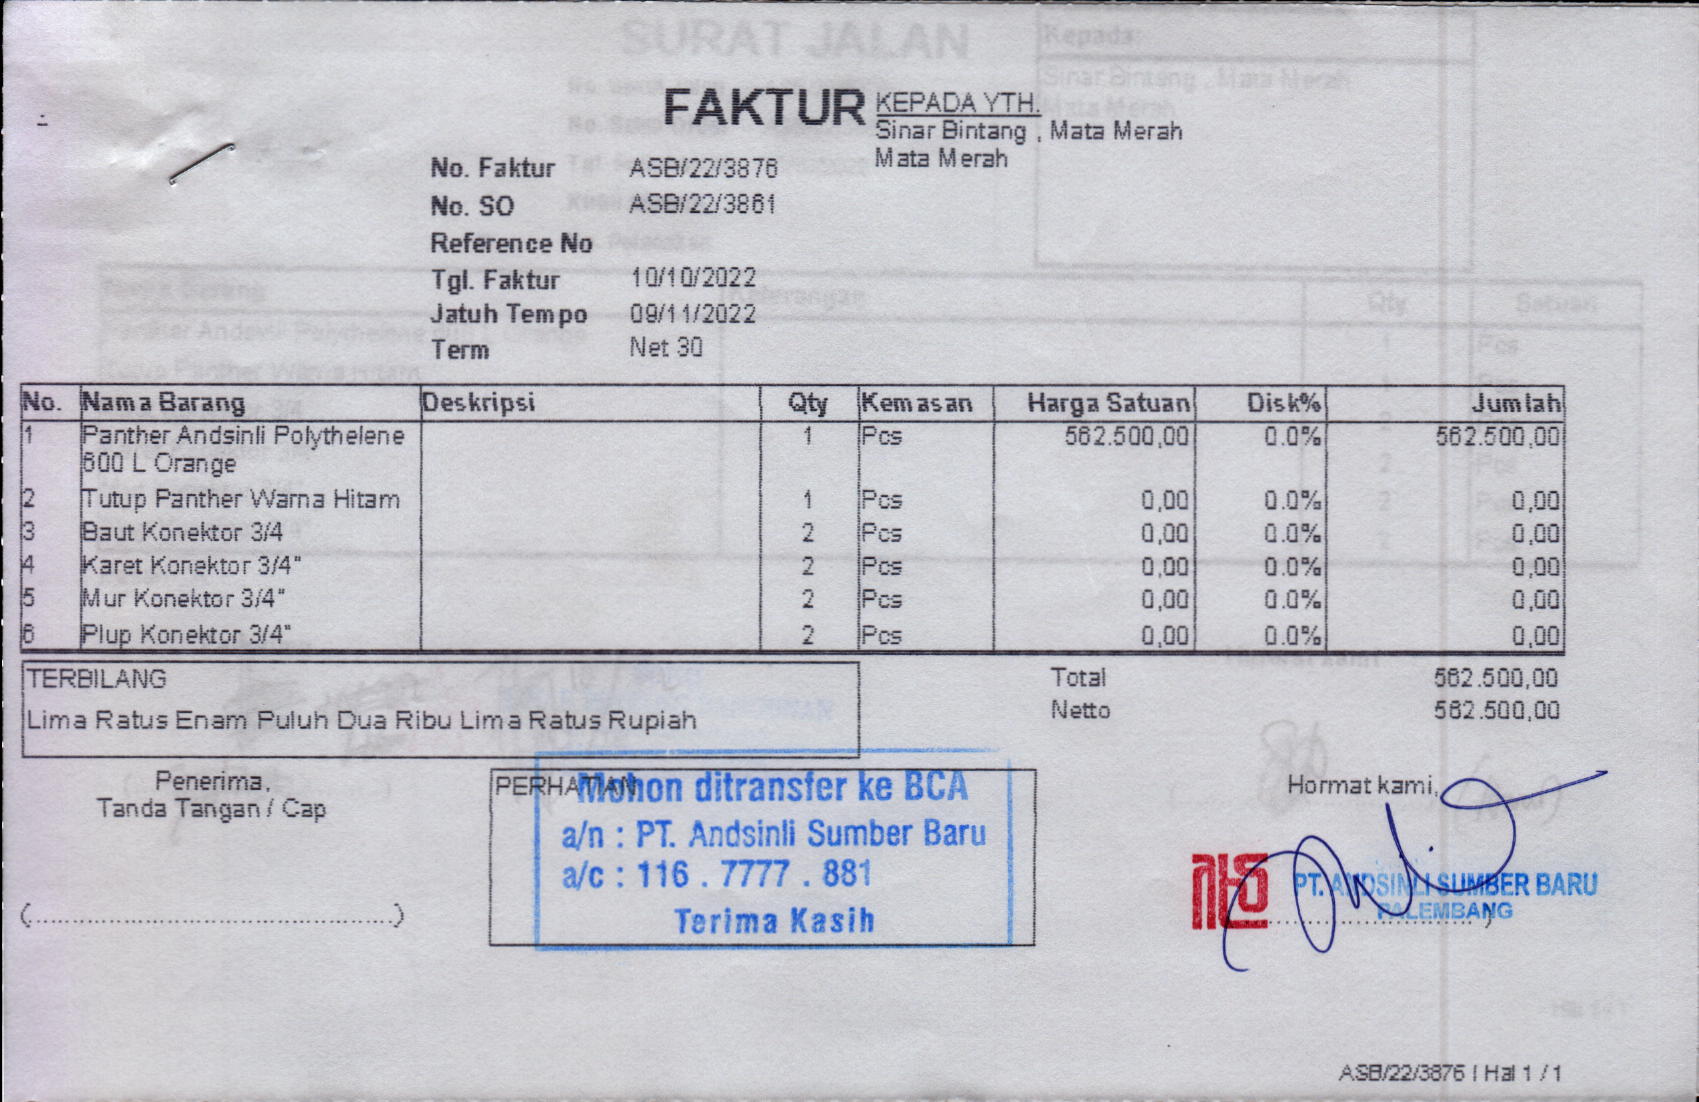 FAKTUR
KEPADA YTH.
Sinar Bintang , Mata Merah
Mata Merah
No. Faktur ASB/22/3876
No. SO ASB/22/3861
Reference No
Tgl. Faktur 10/10/2022
Jatuh Tempo 09/11/2022
Term Net 30
No. Nama Barang Deskripsi Qty Kemasan Harga Satuan Disk% Jumlah
1 Panther Andsinli Polythelene 1 Pcs 562.500,00 0.0% 562.500,00
600 L Orange
2 Tutup Panther Warna Hitam 1 Pcs 0,00 0.0% 0,00
3 Baut Konektor 3/4 2 Pcs 0,00 0.0% 0,00
4 Karet Konektor 3/4" 2 Pcs 0,00 0.0% 0,00
5 Mur Konektor 3/4" 2 Pcs 0,00 0.0% 0,00
6 Plup Konektor 3/4" 2 Pcs 0,00 0.0% 0,00
TERBILANG
Lima Ratus Enam Puluh Dua Ribu Lima Ratus Rupiah
Total 562.500,00
Netto 562.500,00
Penerima,
Tanda Tangan / Cap
(................................................)
PERHATIAN
Mohon ditransfer ke BCA
a/n : PT. Andsinli Sumber Baru
a/c : 116 . 7777 . 881
Terima Kasih
Hormat kami,
PT. ANDSINLI SUMBER BARU
PALEMBANG
ASB/22/3876 | Hal 1 / 1
SURAT JALAN
Kepada:
Sinar Bintang , Mata Merah
Mata Merah
Keterangan
Qty
Satuan